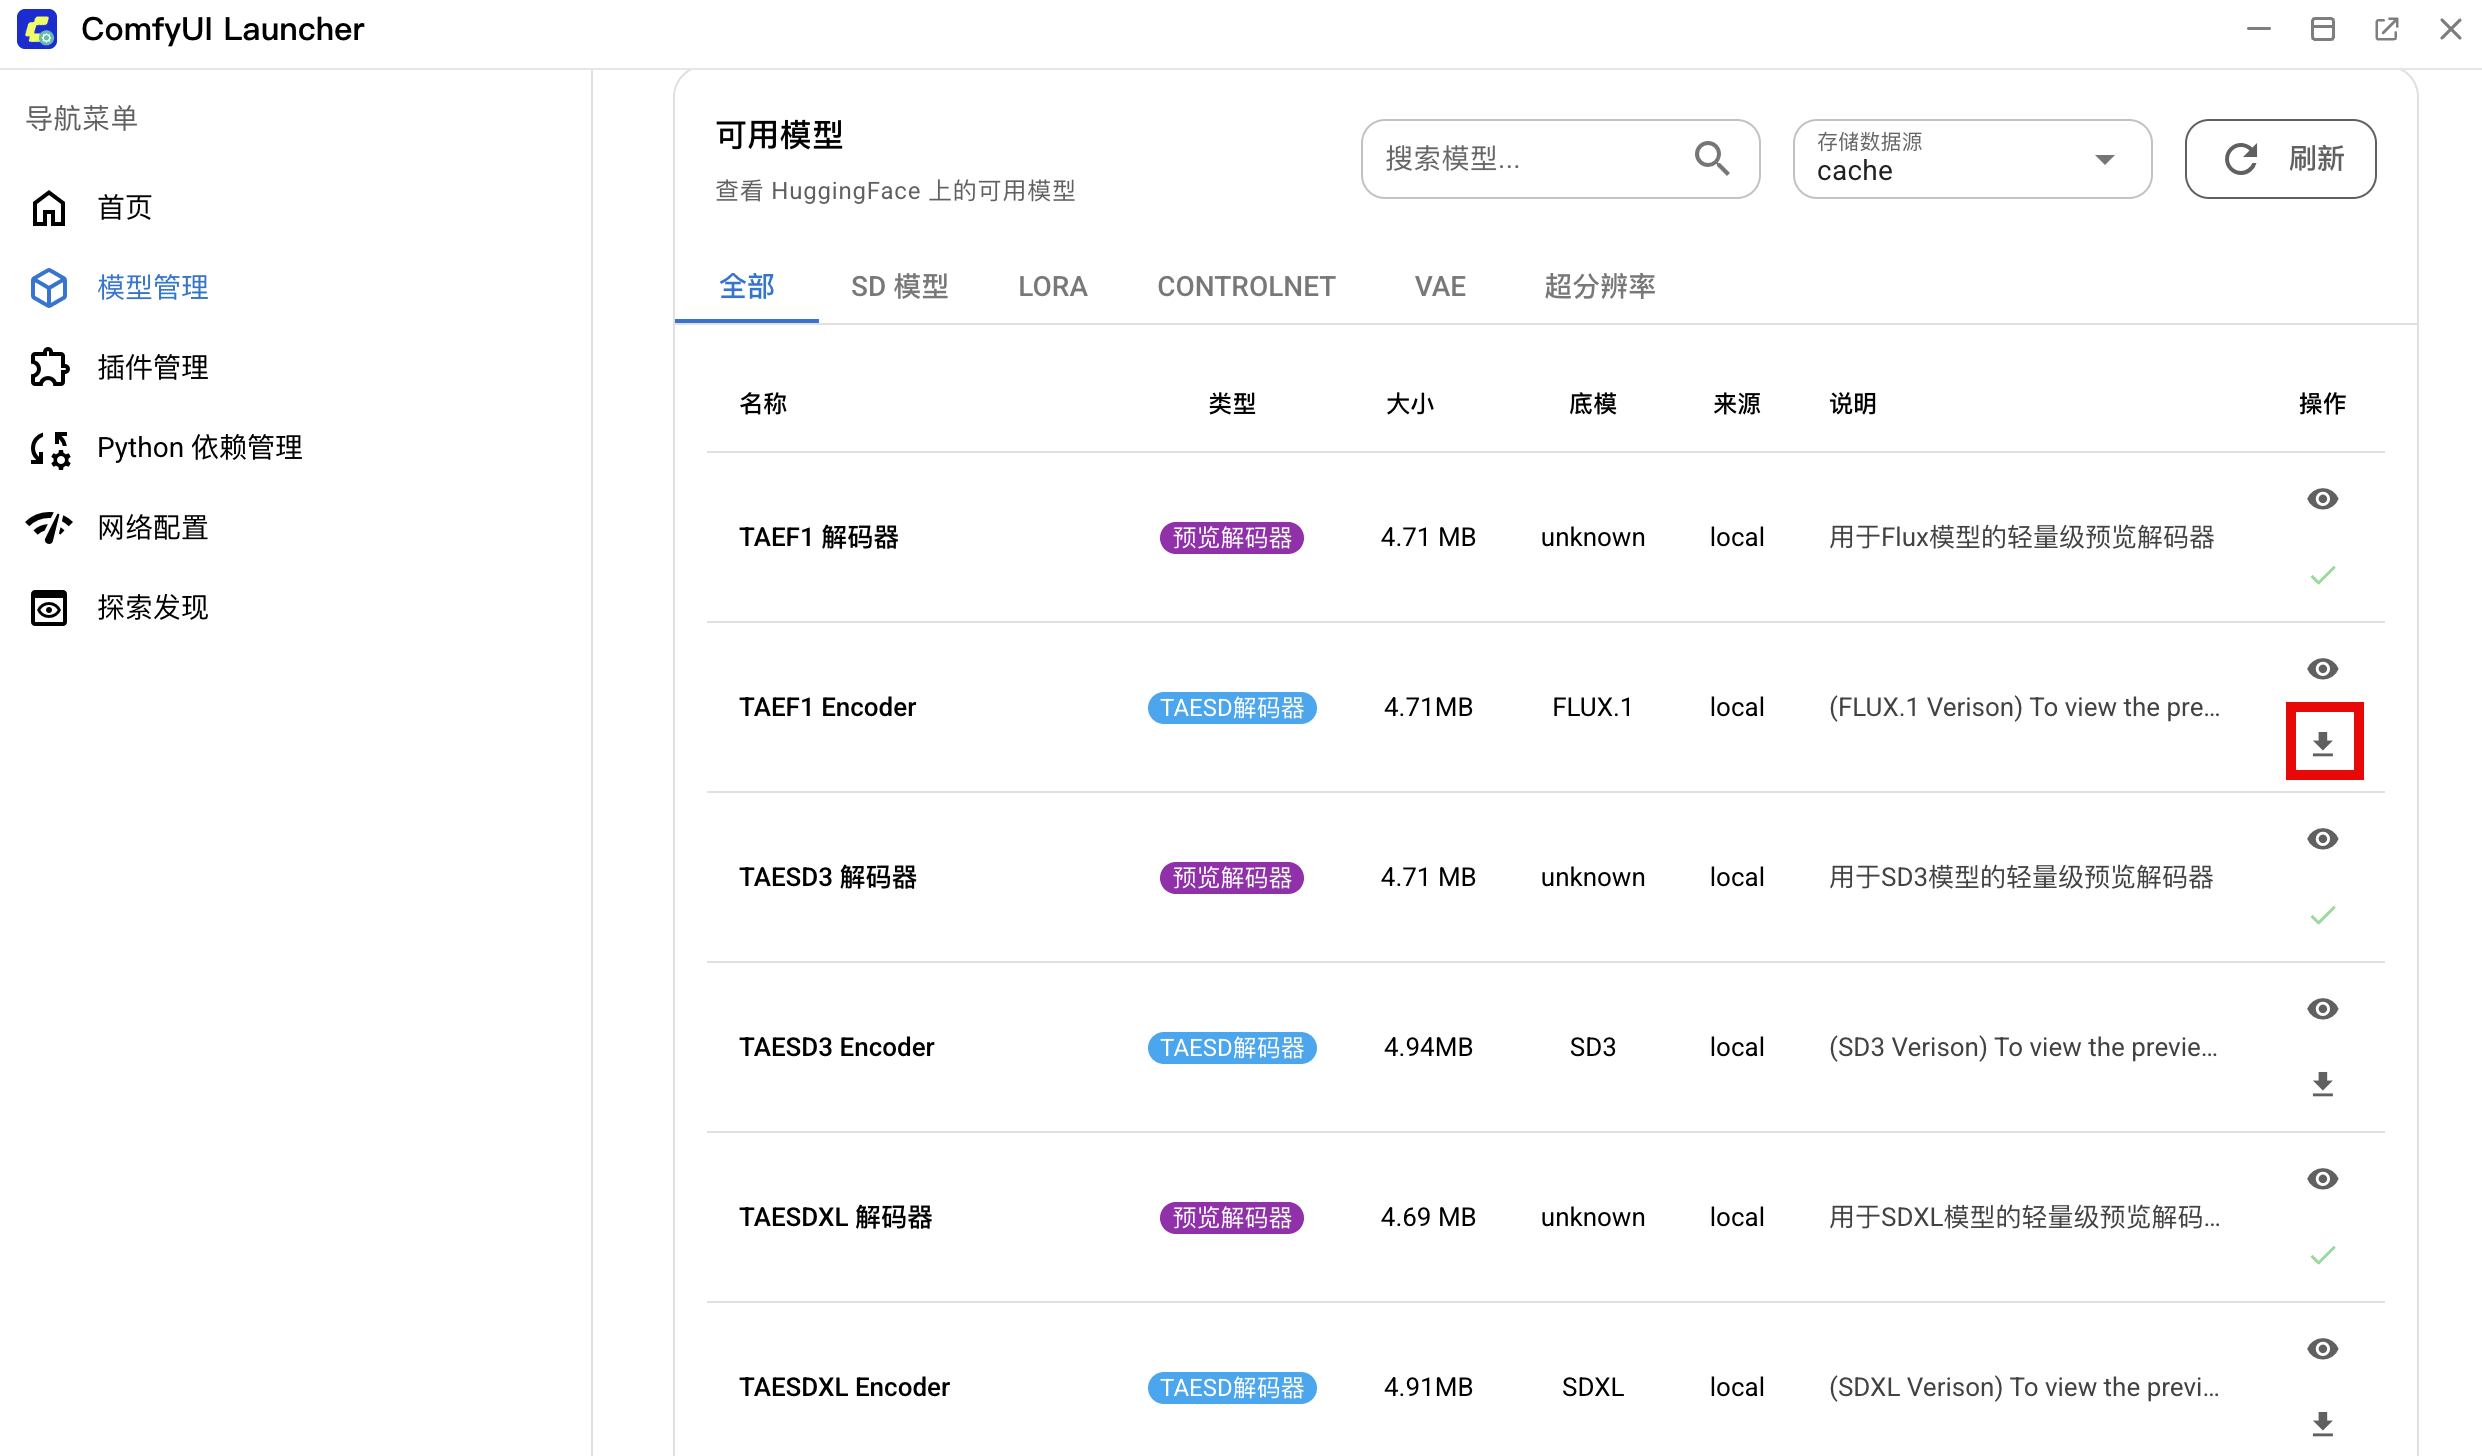 ComfyUI Launcher
导航菜单
首页
模型管理
插件管理
Python 依赖管理
网络配置
探索发现
可用模型
查看 HuggingFace 上的可用模型
搜索模型...
存储数据源
cache
刷新
全部 SD 模型 LORA CONTROLNET VAE 超分辨率
名称 类型 大小 底模 来源 说明 操作
TAEF1 解码器 预览解码器 4.71 MB unknown local 用于Flux模型的轻量级预览解码器
TAEF1 Encoder TAESD解码器 4.71MB FLUX.1 local (FLUX.1 Verison) To view the pre...
TAESD3 解码器 预览解码器 4.71 MB unknown local 用于SD3模型的轻量级预览解码器
TAESD3 Encoder TAESD解码器 4.94MB SD3 local (SD3 Verison) To view the previe...
TAESDXL 解码器 预览解码器 4.69 MB unknown local 用于SDXL模型的轻量级预览解码...
TAESDXL Encoder TAESD解码器 4.91MB SDXL local (SDXL Verison) To view the previ...